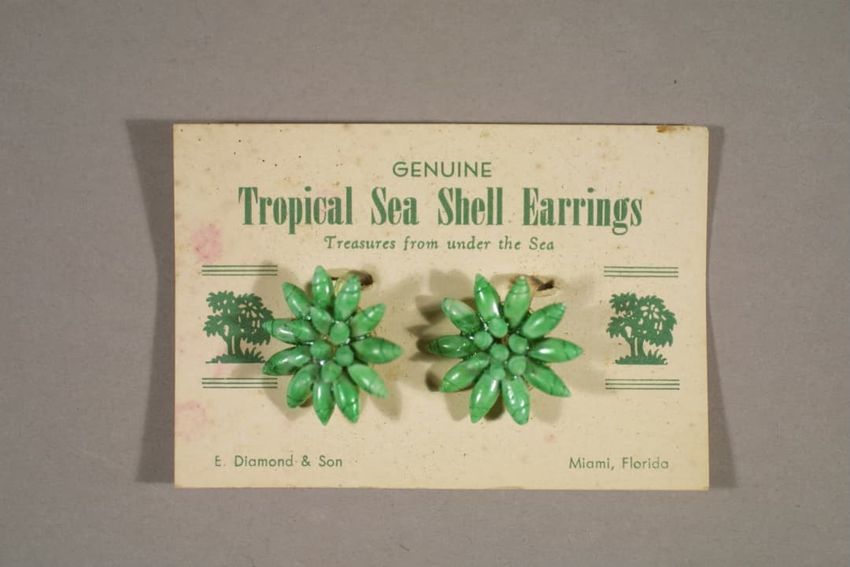 GENUINE
Tropical Sea Shell Earrings
Treasures from under the Sea
E. Diamond & Son
Miami, Florida